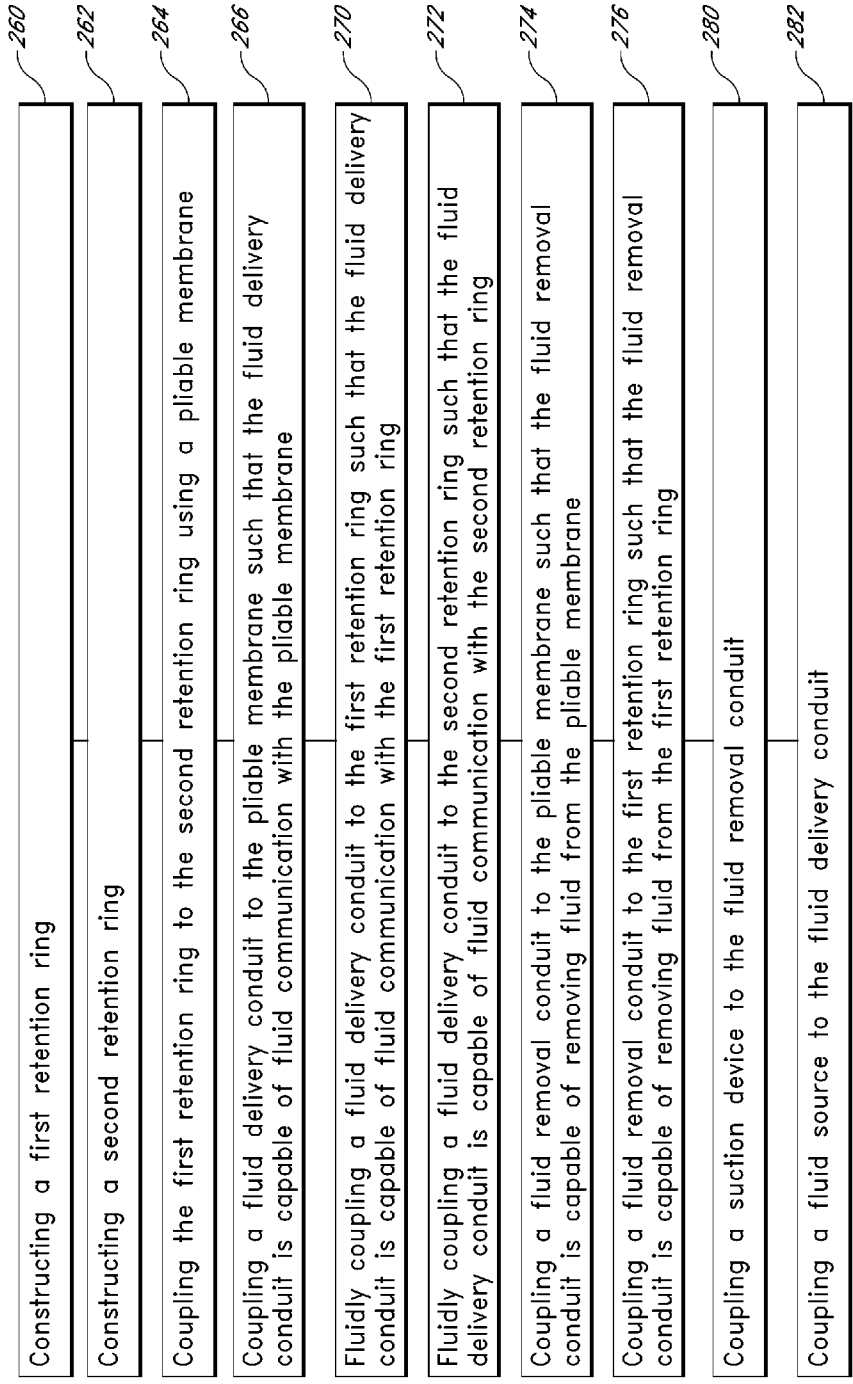 Constructing a first retention ring
260
Constructing a second retention ring
262
Coupling the first retention ring to the second retention ring using a pliable membrane
264
Coupling a fluid delivery conduit to the pliable membrane such that the fluid delivery
conduit is capable of fluid communication with the pliable membrane
266
Fluidly coupling a fluid delivery conduit to the first retention ring such that the fluid delivery
conduit is capable of fluid communication with the first retention ring
270
Fluidly coupling a fluid delivery conduit to the second retention ring such that the fluid
delivery conduit is capable of fluid communication with the second retention ring
272
Coupling a fluid removal conduit to the pliable membrane such that the fluid removal
conduit is capable of removing fluid from the pliable membrane
274
Coupling a fluid removal conduit to the first retention ring such that the fluid removal
conduit is capable of removing fluid from the first retention ring
276
Coupling a suction device to the fluid removal conduit
280
Coupling a fluid source to the fluid delivery conduit
282